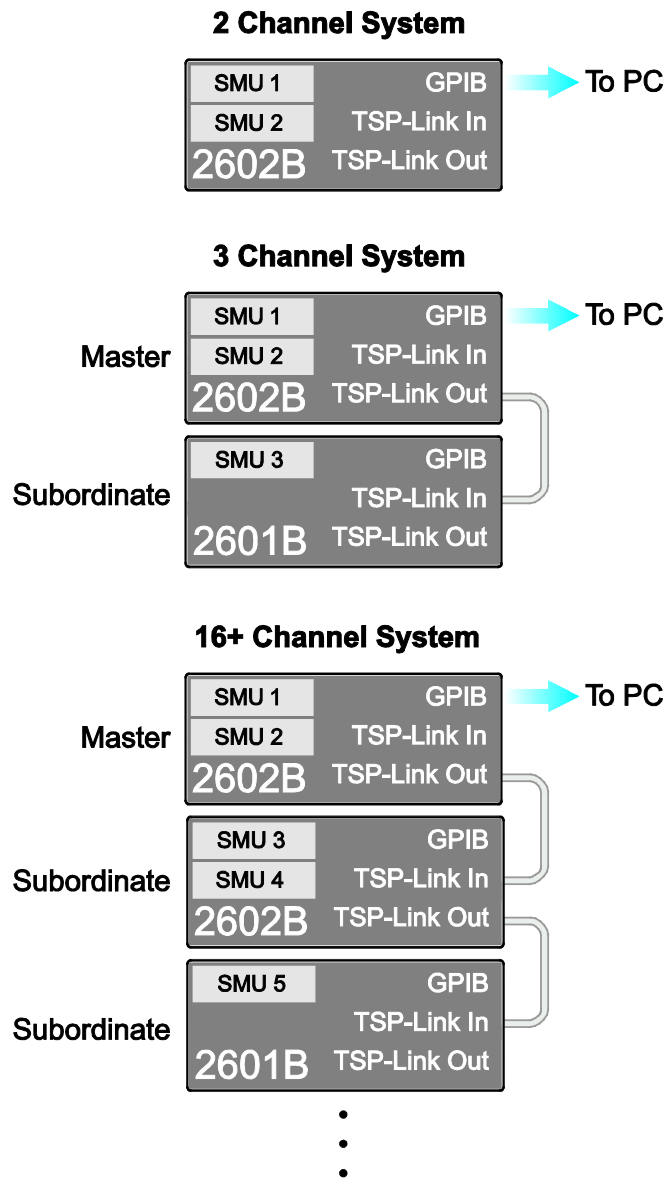 2 Channel System
SMU 1 GPIB To PC
SMU 2 TSP-Link In
2602B TSP-Link Out
3 Channel System
SMU 1 GPIB To PC
Master SMU 2 TSP-Link In
2602B TSP-Link Out
SMU 3 GPIB
Subordinate TSP-Link In
2601B TSP-Link Out
16+ Channel System
SMU 1 GPIB To PC
Master SMU 2 TSP-Link In
2602B TSP-Link Out
SMU 3 GPIB
Subordinate SMU 4 TSP-Link In
2602B TSP-Link Out
SMU 5 GPIB
Subordinate TSP-Link In
2601B TSP-Link Out